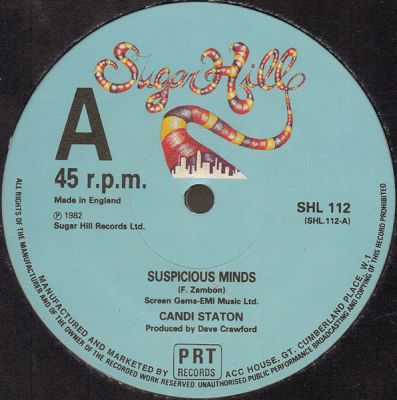 Sugar Hill
A
45 r.p.m.
Made in England
℗ 1982
Sugar Hill Records Ltd.
SHL 112
(SHL.112-A)
SUSPICIOUS MINDS
(F. Zambon)
Screen Gems-EMI Music Ltd.
CANDI STATON
Produced by Dave Crawford
PRT
RECORDS
MANUFACTURED AND MARKETED BY
ACC HOUSE, GT. CUMBERLAND PLACE, W.1
ALL RIGHTS OF THE MANUFACTURER AND OF THE OWNER OF THE RECORDED WORK RESERVED UNAUTHORISED PUBLIC PERFORMANCE BROADCASTING AND COPYING OF THIS RECORD PROHIBITED